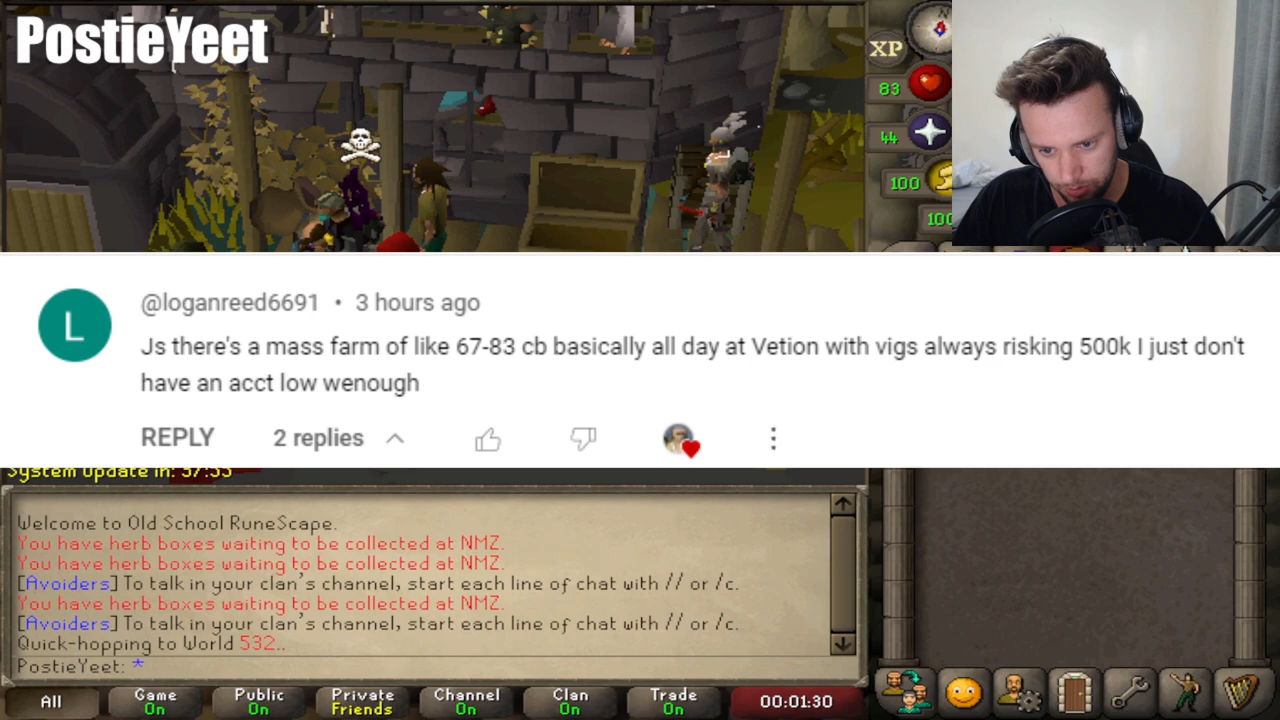 PostieYeet
XP
83
44
100
100
L
@loganreed6691 • 3 hours ago
Js there's a mass farm of like 67-83 cb basically all day at Vetion with vigs always risking 500k I just don't
have an acct low wenough
REPLY 2 replies
System update in: 37:33
Welcome to Old School RuneScape.
You have herb boxes waiting to be collected at NMZ.
You have herb boxes waiting to be collected at NMZ.
[Avoiders] To talk in your clan's channel, start each line of chat with // or /c.
You have herb boxes waiting to be collected at NMZ.
[Avoiders] To talk in your clan's channel, start each line of chat with // or /c.
Quick-hopping to World 532..
PostieYeet: *
All Game Public Private Channel Clan Trade 00:01:30
On On Friends On On On